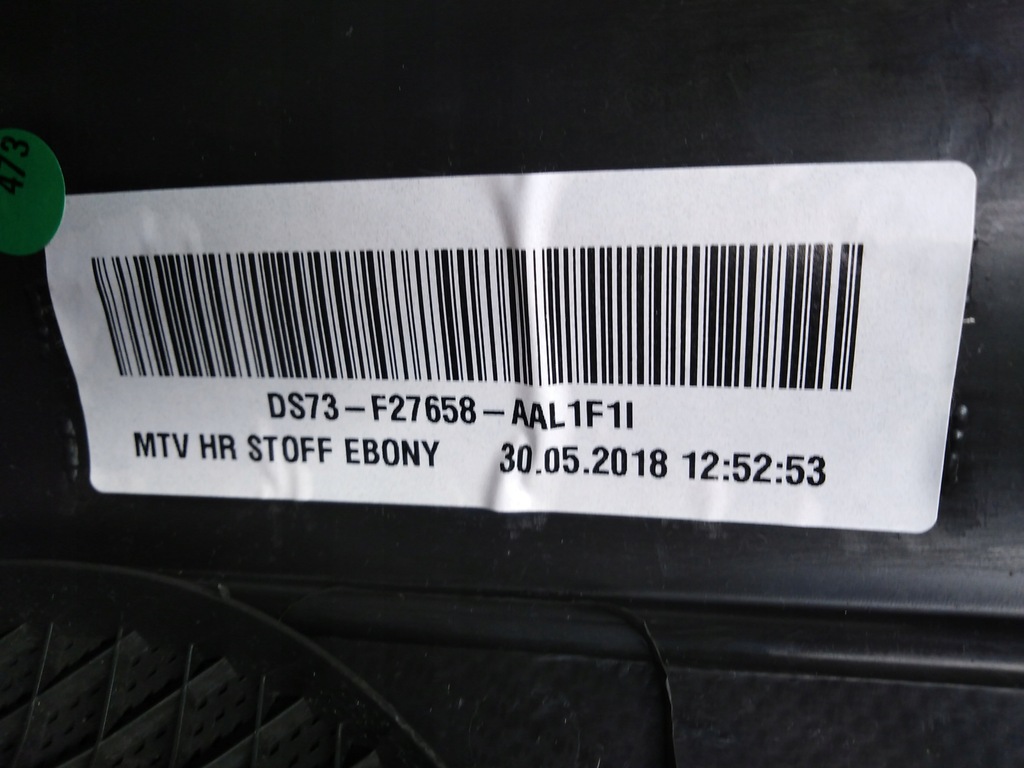 473
DS73-F27658-AAL1F1I
MTV HR STOFF EBONY 30.05.2018 12:52:53